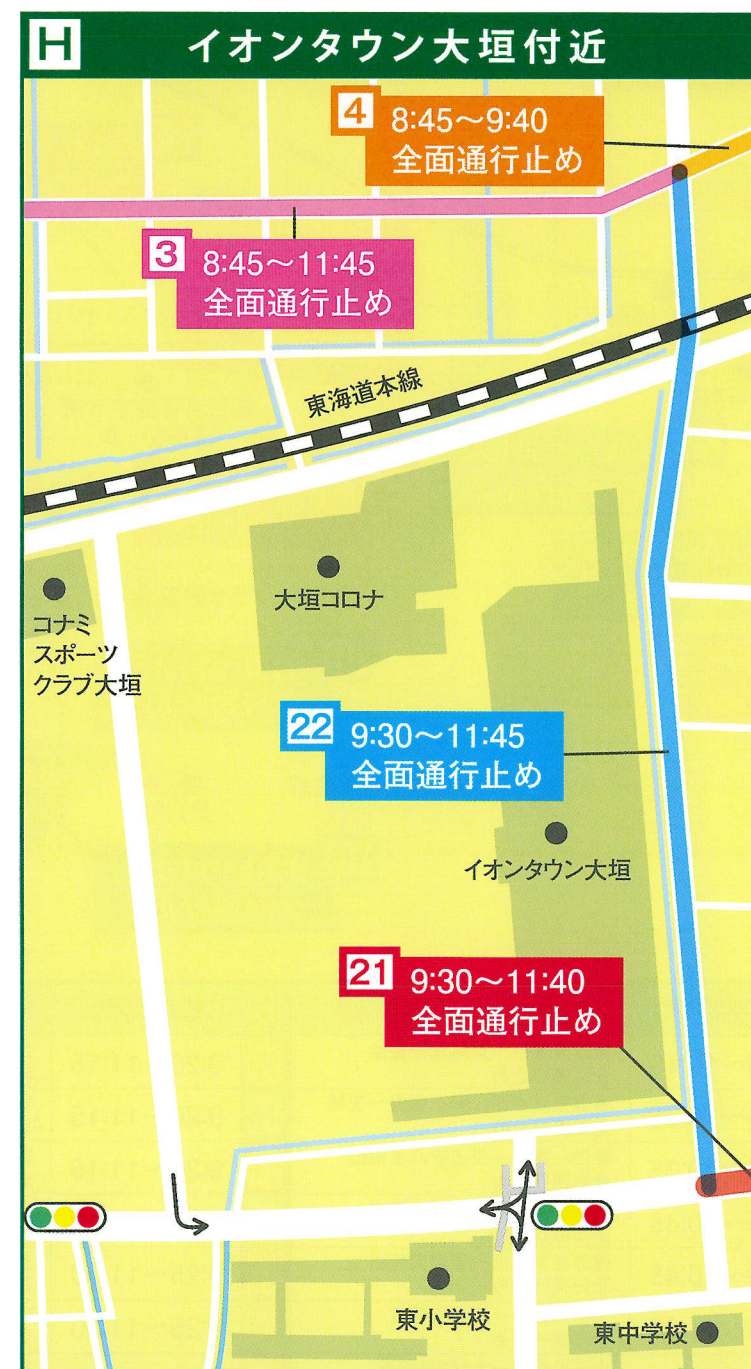 H イオンタウン大垣付近
4 8:45～9:40
全面通行止め
3 8:45～11:45
全面通行止め
東海道本線
大垣コロナ
コナミ
スポーツ
クラブ大垣
22 9:30～11:45
全面通行止め
イオンタウン大垣
21 9:30～11:40
全面通行止め
東小学校
東中学校